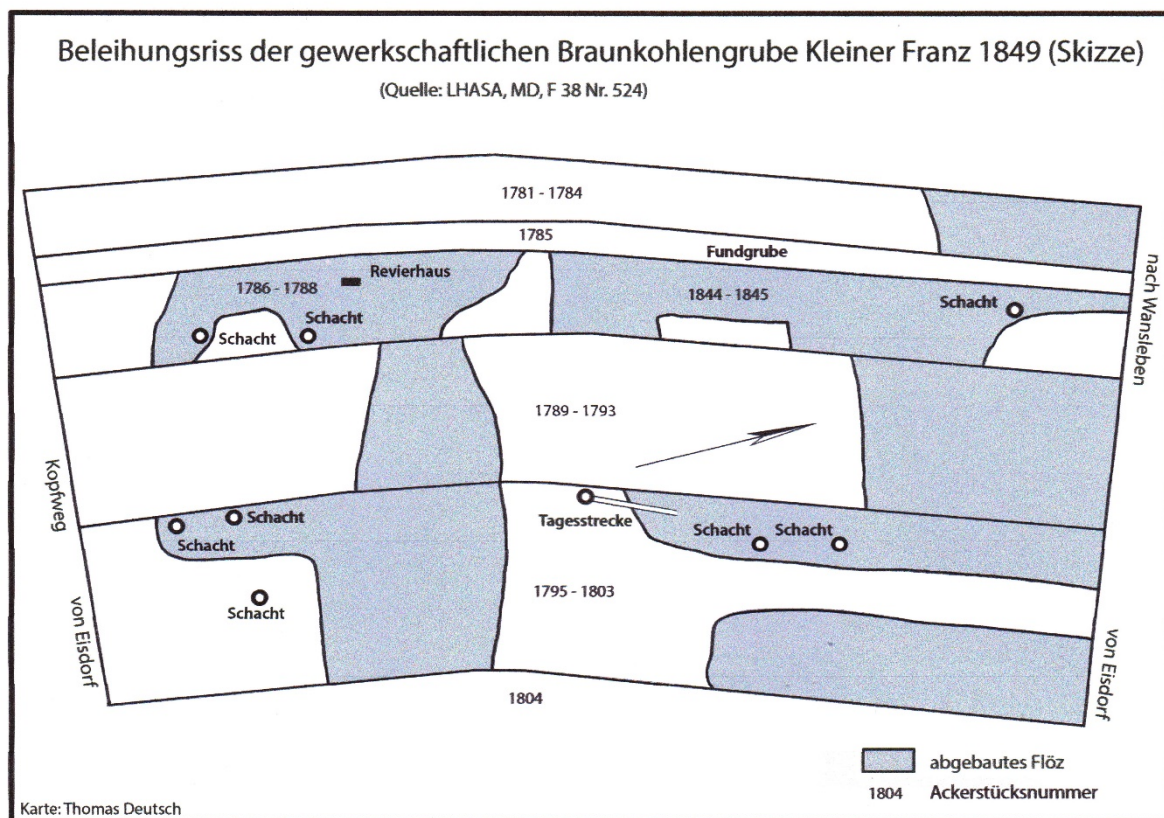 Beleihungsriss der gewerkschaftlichen Braunkohlengrube Kleiner Franz 1849 (Skizze)
(Quelle: LHASA, MD, F 38 Nr. 524)
1781 - 1784
1785
Fundgrube
Revierhaus
1786 - 1788
1844 - 1845
Schacht
Schacht
Schacht
nach Wansleben
1789 - 1793
Kopfweg
Schacht
Schacht
Tagesstrecke
Schacht
Schacht
1795 - 1803
Schacht
von Eisdorf
von Eisdorf
1804
abgebautes Flöz
1804 Ackerstücksnummer
Karte: Thomas Deutsch